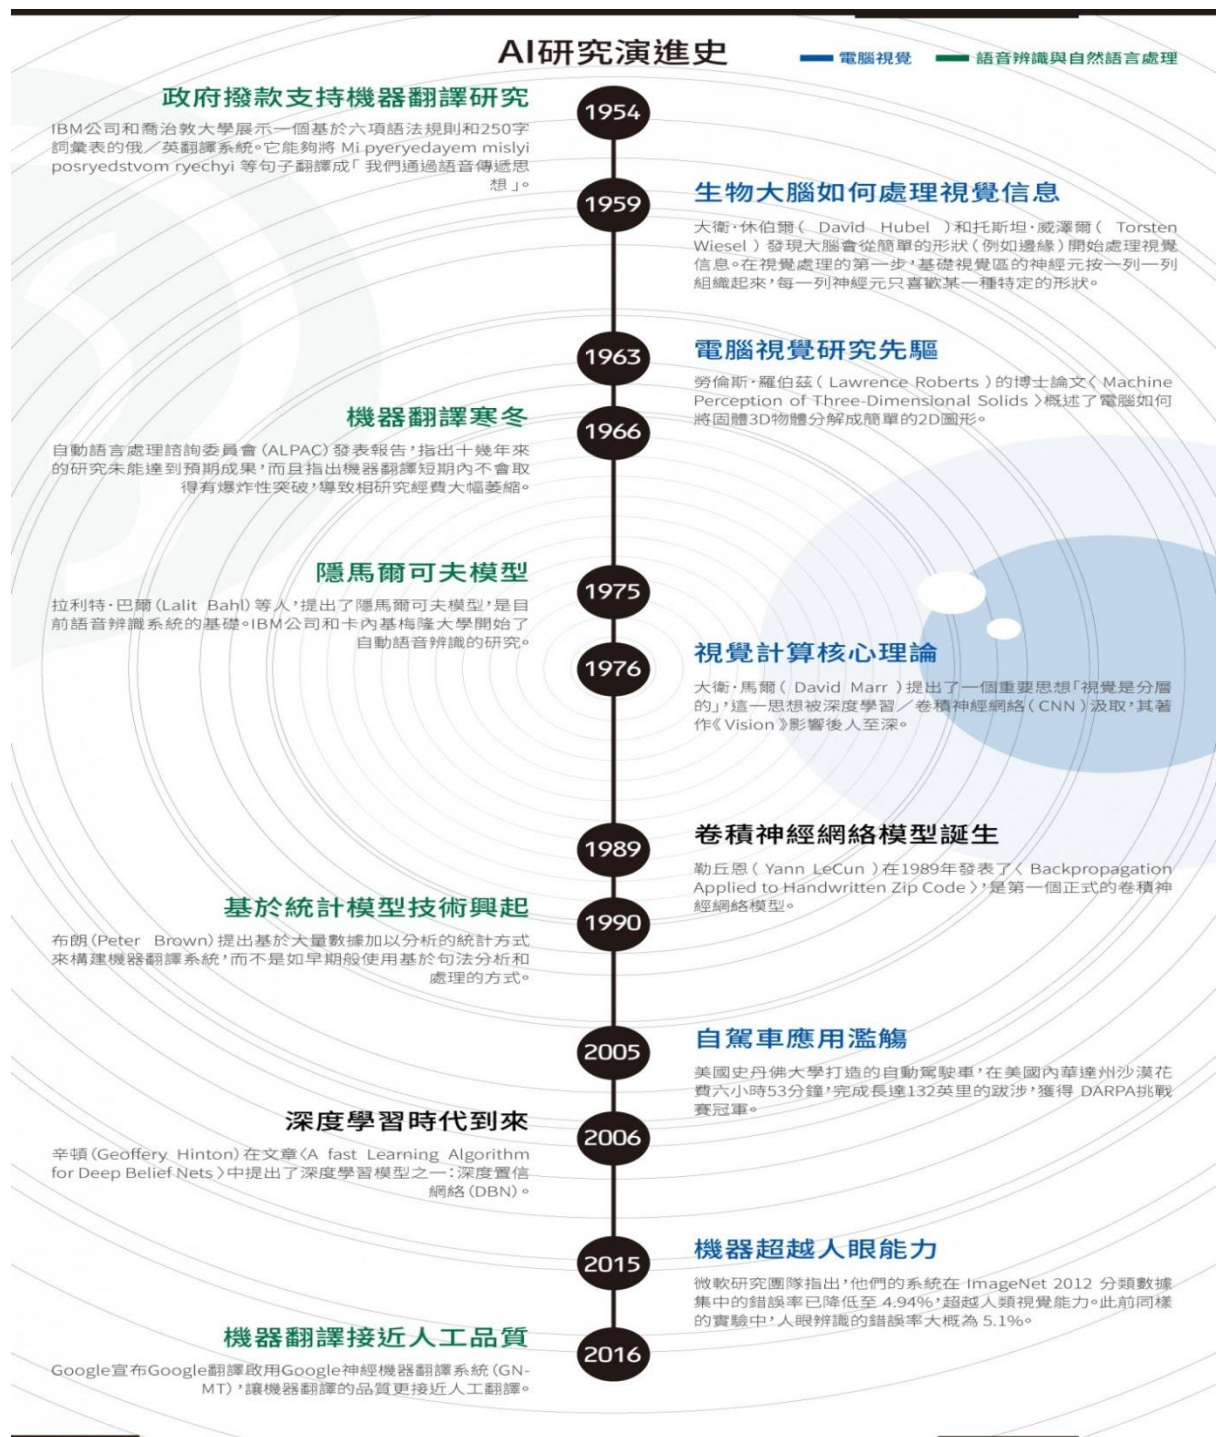 AI研究演進史
電腦視覺
語音辨識與自然語言處理
1954
政府撥款支持機器翻譯研究
IBM公司和喬治敦大學展示一個基於六項語法規則和250字
詞彙表的俄／英翻譯系統。它能夠將 Mi pyeryedayem mislyi
posryedstvom ryechyi 等句子翻譯成「 我們通過語音傳遞思
想 」。
1959
生物大腦如何處理視覺信息
大衛·休伯爾（ David Hubel ）和托斯坦·威澤爾（ Torsten
Wiesel ）發現大腦會從簡單的形狀（例如邊緣）開始處理視覺
信息。在視覺處理的第一步，基礎視覺區的神經元按一列一列
組織起來，每一列神經元只喜歡某一種特定的形狀。
1963
電腦視覺研究先驅
勞倫斯·羅伯茲（ Lawrence Roberts ）的博士論文〈 Machine
Perception of Three-Dimensional Solids 〉概述了電腦如何
將固體3D物體分解成簡單的2D圖形。
1966
機器翻譯寒冬
自動語言處理諮詢委員會（ALPAC）發表報告，指出十幾年來
的研究未能達到預期成果，而且指出機器翻譯短期內不會取
得有爆炸性突破，導致相研究經費大幅萎縮。
1975
隱馬爾可夫模型
拉利特·巴爾（Lalit Bahl）等人，提出了隱馬爾可夫模型，是目
前語音辨識系統的基礎。IBM公司和卡內基梅隆大學開始了
自動語音辨識的研究。
1976
視覺計算核心理論
大衛·馬爾（ David Marr ）提出了一個重要思想「視覺是分層
的」，這一思想被深度學習／卷積神經網絡（ CNN ）汲取，其著
作《 Vision 》影響後人至深。
1989
卷積神經網絡模型誕生
勒丘恩（ Yann LeCun ）在1989年發表了〈 Backpropagation
Applied to Handwritten Zip Code 〉，是第一個正式的卷積神
經網絡模型。
1990
基於統計模型技術興起
布朗（Peter Brown）提出基於大量數據加以分析的統計方式
來構建機器翻譯系統，而不是如早期般使用基於句法分析和
處理的方式。
2005
自駕車應用濫觴
美國史丹佛大學打造的自動駕駛車，在美國內華達州沙漠花
費六小時53分鐘，完成長達132英里的跋涉，獲得 DARPA挑戰
賽冠軍。
2006
深度學習時代到來
辛頓（Geoffery Hinton）在文章〈A fast Learning Algorithm
for Deep Belief Nets 〉中提出了深度學習模型之一：深度置信
網絡（DBN）。
2015
機器超越人眼能力
微軟研究團隊指出，他們的系統在 ImageNet 2012 分類數據
集中的錯誤率已降低至 4.94%，超越人類視覺能力。此前同樣
的實驗中，人眼辨識的錯誤率大概為 5.1%。
2016
機器翻譯接近人工品質
Google宣布Google翻譯啟用Google神經機器翻譯系統（GN-
MT），讓機器翻譯的品質更接近人工翻譯。